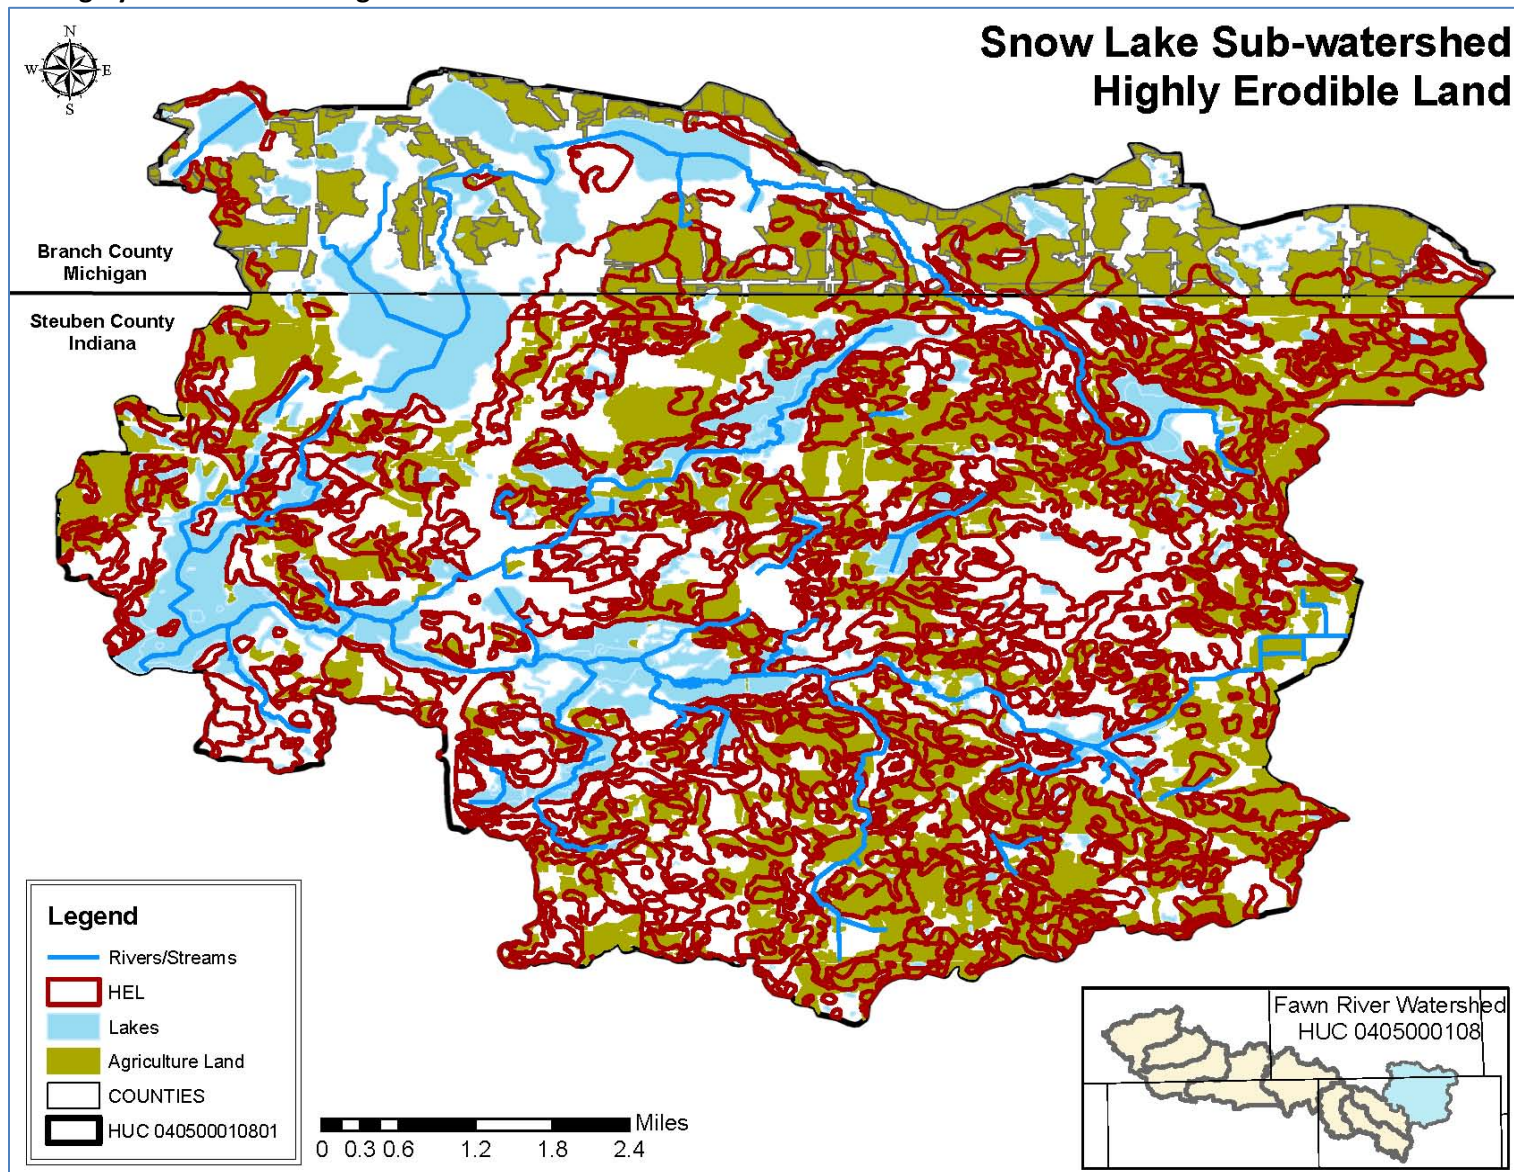 Snow Lake Sub-watershed
Highly Erodible Land
N
W E
S
Branch County
Michigan
Steuben County
Indiana
Legend
Rivers/Streams
HEL
Lakes
Agriculture Land
COUNTIES
HUC 040500010801
Miles
0 0.3 0.6 1.2 1.8 2.4
Fawn River Watershed
HUC 0405000108